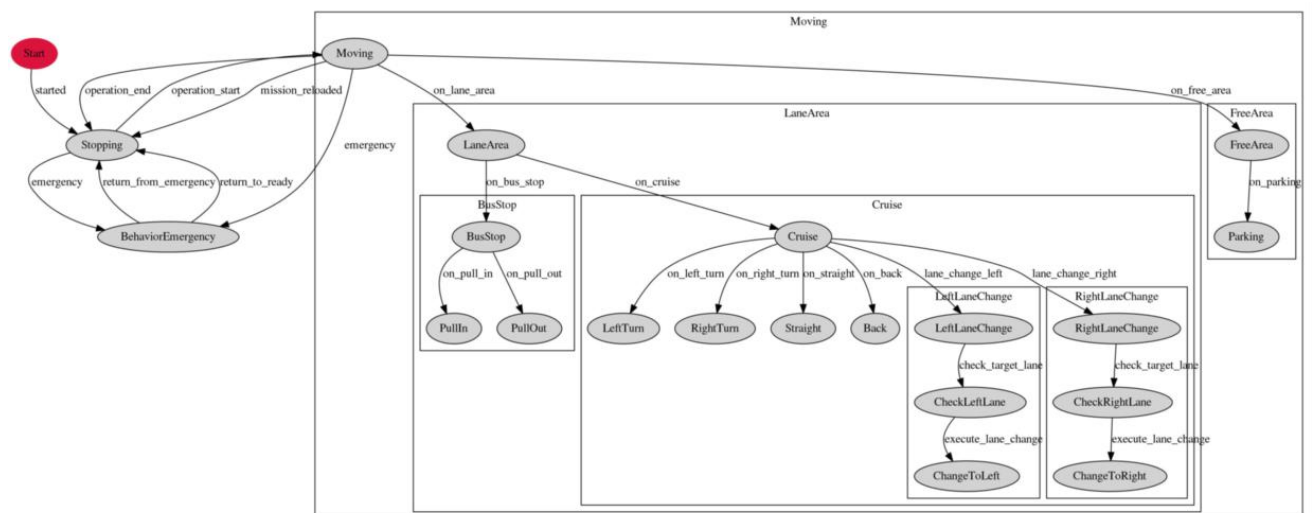 Moving
Start
Moving
started
operation_end
operation_start
mission_reloaded
on_lane_area
on_free_area
LaneArea
FreeArea
Stopping
emergency
LaneArea
FreeArea
emergency
return_from_emergency
return_to_ready
on_bus_stop
on_cruise
on_parking
BusStop
Cruise
BehaviorEmergency
BusStop
Cruise
Parking
on_pull_in
on_pull_out
on_left_turn
on_right_turn
on_straight
on_back
lane_change_left
lane_change_right
LeftLaneChange
RightLaneChange
PullIn
PullOut
LeftTurn
RightTurn
Straight
Back
LeftLaneChange
RightLaneChange
check_target_lane
check_target_lane
CheckLeftLane
CheckRightLane
execute_lane_change
execute_lane_change
ChangeToLeft
ChangeToRight